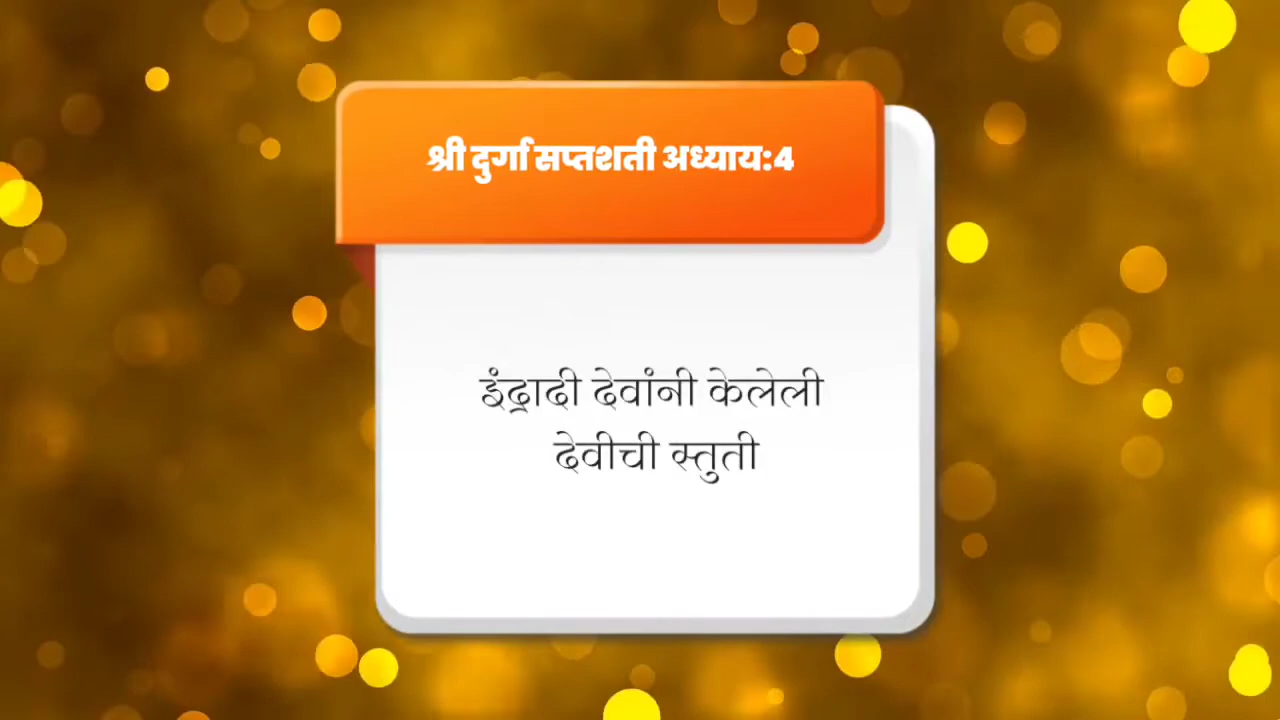 श्री दुर्गा सप्तशती अध्याय:4
इंद्रादी देवांनी केलेली
देवीची स्तुती